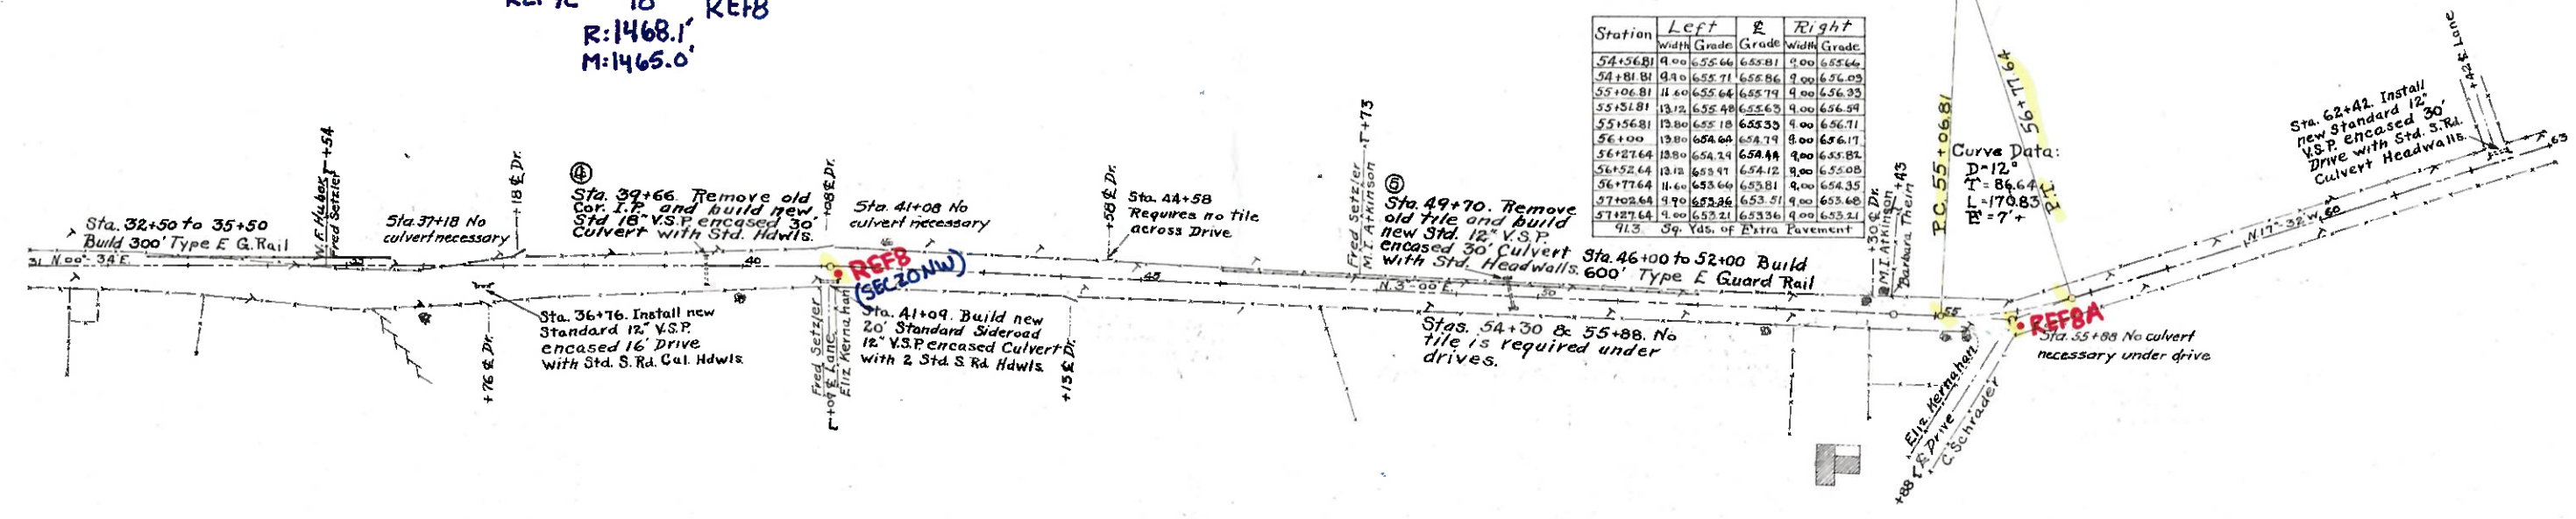 REF8
R:1468.1'
M:1465.0'
Station Left ℄ Right
Width Grade Grade Width Grade
54+56.81 9.00 655.66 655.81 9.00 655.66
54+81.81 9.90 655.71 655.86 9.00 656.03
55+06.81 11.60 655.64 655.79 9.00 656.33
55+31.81 13.12 655.48 655.63 9.00 656.54
55+56.81 13.80 655.18 655.33 9.00 656.71
56+00 13.80 654.64 654.79 9.00 656.17
56+27.64 13.80 654.29 654.44 9.00 655.82
56+52.64 13.12 653.97 654.12 9.00 655.03
56+77.64 11.60 653.66 653.81 9.00 654.35
57+02.64 9.90 653.36 653.51 9.00 653.68
57+27.64 9.00 653.21 653.36 9.00 653.21
91.3 Sq. Yds. of Extra Pavement
P.C. 55+06.81
56+77.64
P.T.
Curve Data:
D=12°
T=86.64
L=170.83
E=7'+
+42 ℄ Lane
Sta. 62+42. Install
new Standard 12"
V.S.P. encased 30'
Drive with Std. S.Rd.
Culvert Headwalls.
63
N.17°-32' W.
60
W.F. Huber +54
Fred Setzler
+18 ℄ Dr.
④
Sta. 39+66. Remove old
Cor. I.P. and build new
Std 18" V.S.P. encased 30'
Culvert with Std. Hdwls.
+08 ℄ Dr.
Sta. 41+08 No
culvert necessary
+58 ℄ Dr.
Sta. 44+58
Requires no tile
across Drive
Fred Setzler
M.I. Atkinson +73
⑤
Sta. 49+70. Remove
old tile and build
new Std. 12" V.S.P.
encased 30' Culvert
with Std. Headwalls.
Sta. 46+00 to 52+00 Build
600' Type E Guard Rail
+30 ℄ Dr.
M.I. Atkinson
Barbara Thein +43
Sta. 32+50 to 35+50
Build 300' Type E G. Rail
Sta. 37+18 No
culvert necessary
31 N.00°-34' E.
40
REF8
(SEC20NW)
45
N.3°-00' E.
50
55
REF8A
Sta. 55+88 No culvert
necessary under drive
Sta. 36+76. Install new
Standard 12" V.S.P.
encased 16' Drive
with Std. S. Rd. Cul. Hdwls.
+76 ℄ Dr.
Fred Setzler
+09 ℄ Lane
Eliz Kernahan
Sta. 41+09. Build new
20' Standard Sideroad
12" V.S.P. encased Culvert
with 2 Std. S. Rd. Hdwls.
+13 ℄ Dr.
Stas. 54+30 & 55+88. No
tile is required under
drives.
Eliz. Kernahan
+88 ℄ Drive
C. Schrader